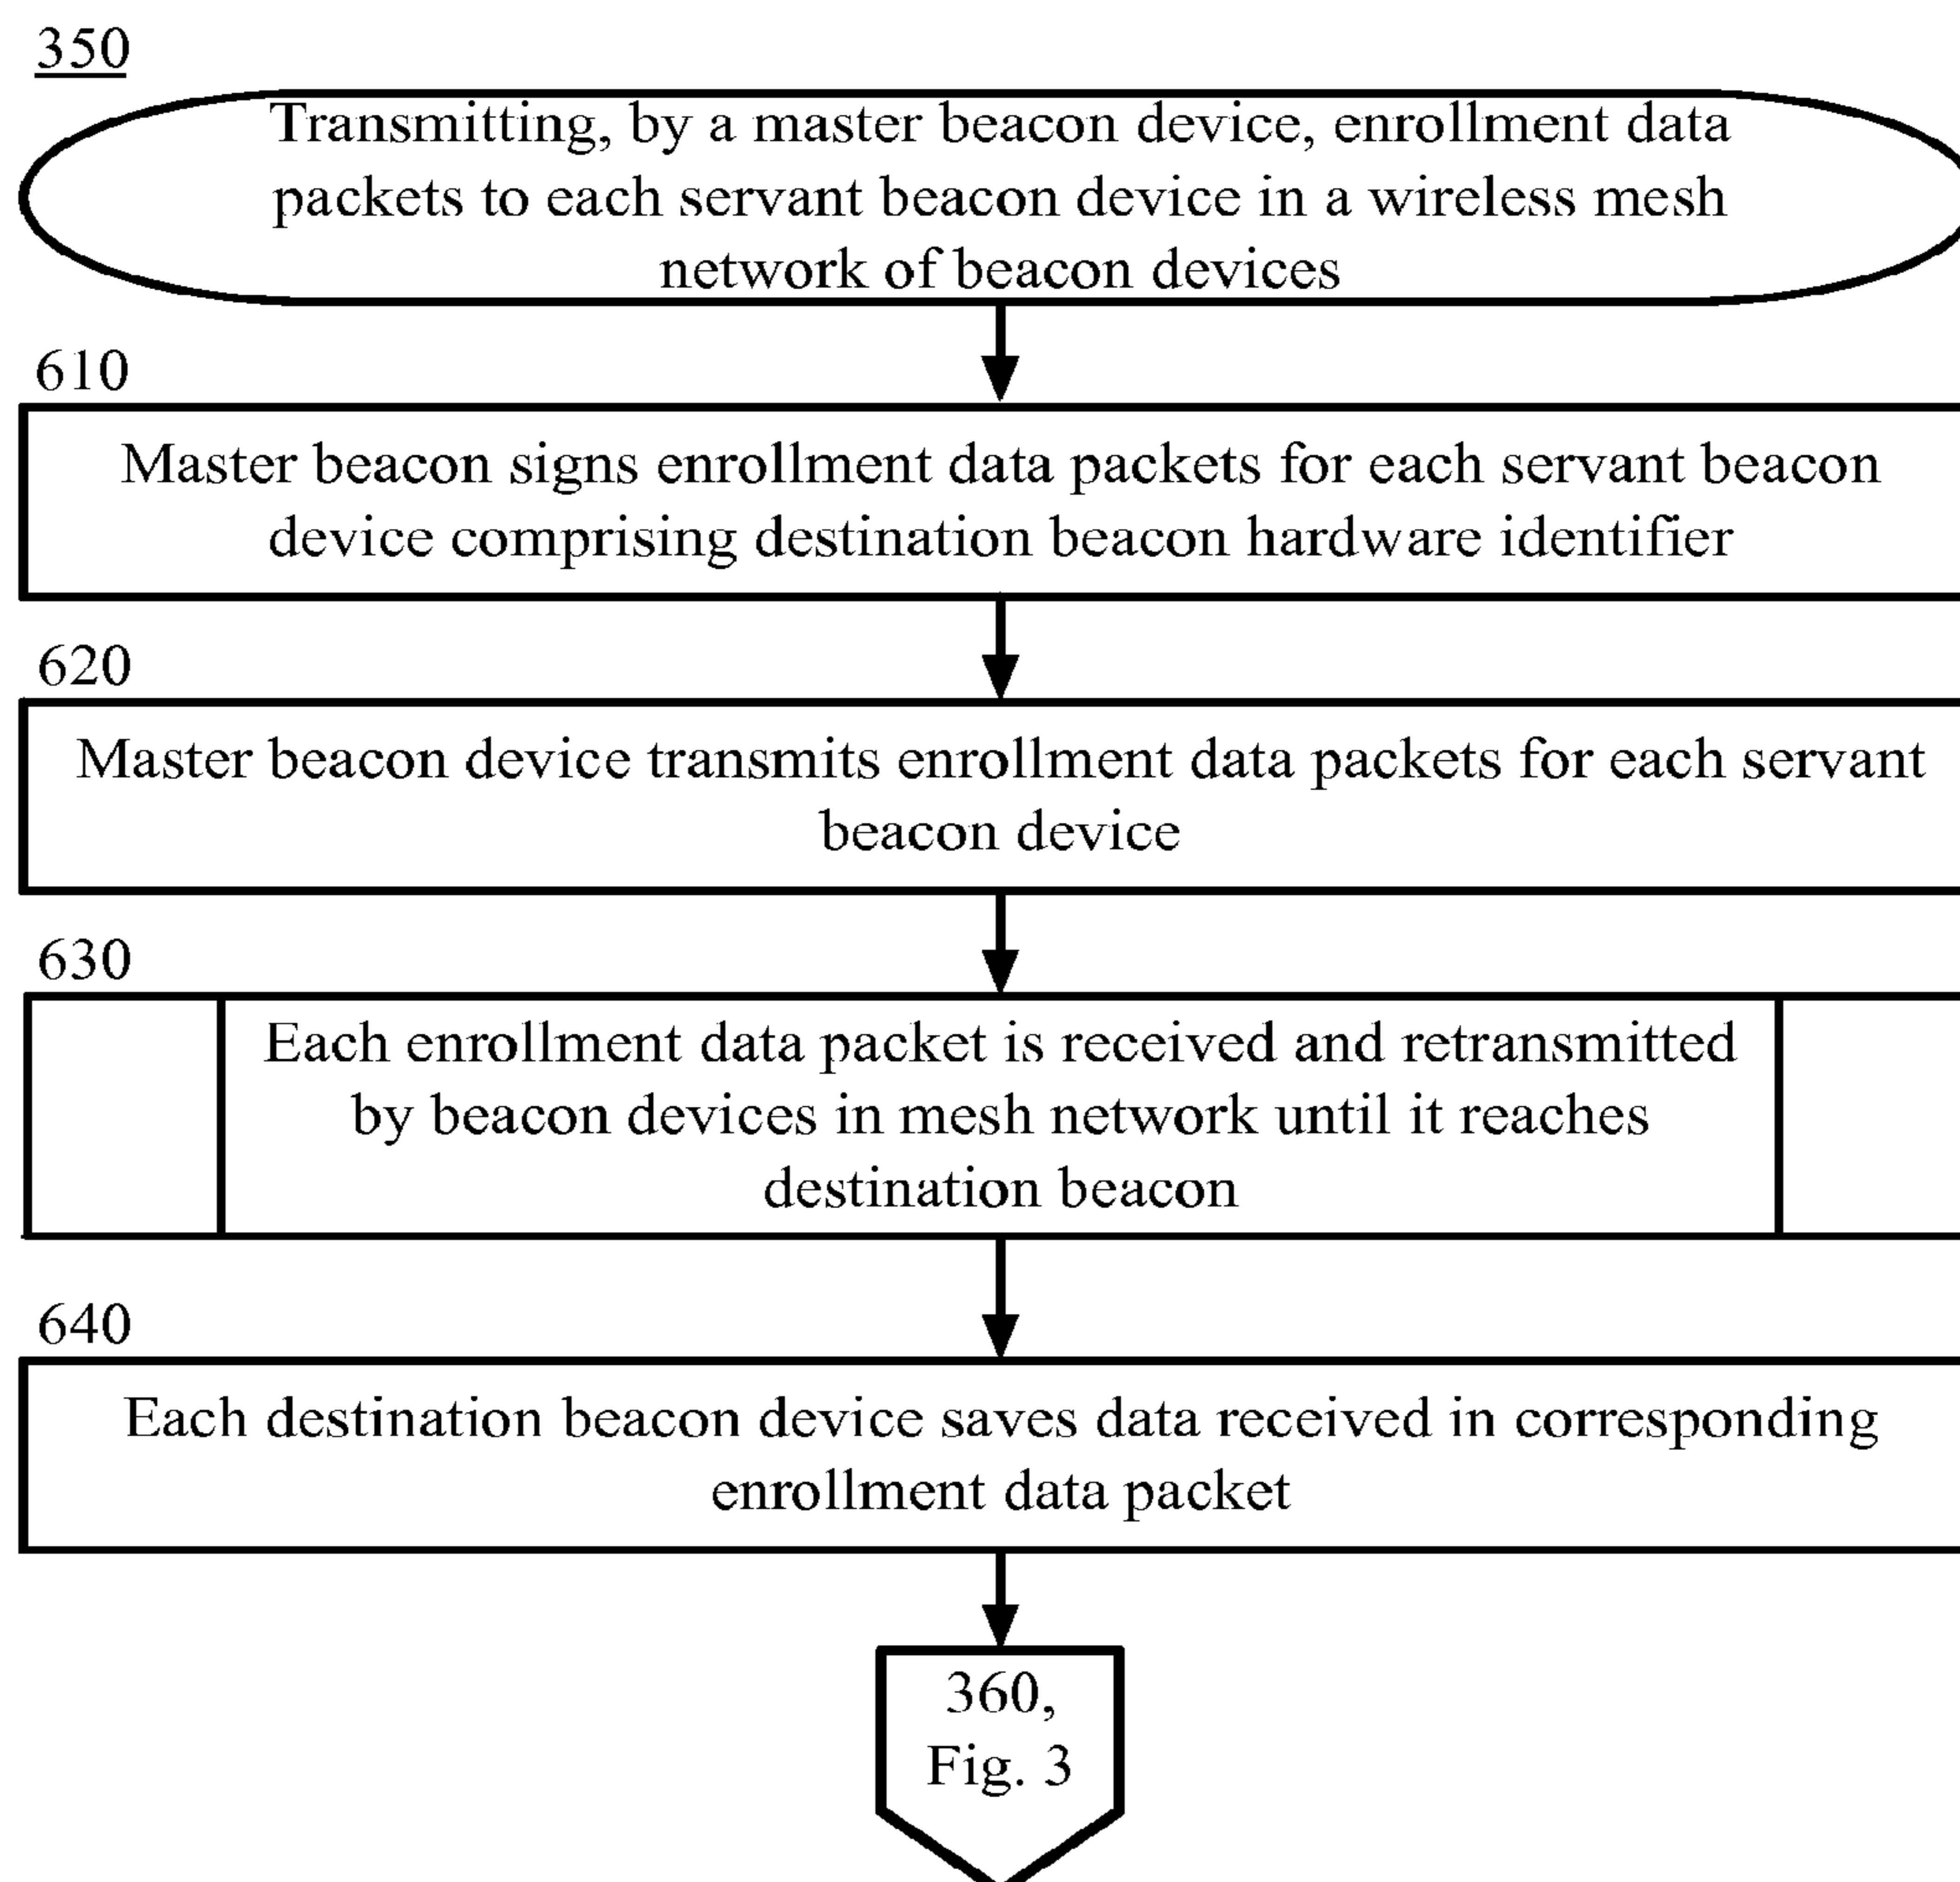 350
Transmitting, by a master beacon device, enrollment data
packets to each servant beacon device in a wireless mesh
network of beacon devices
610
Master beacon signs enrollment data packets for each servant beacon
device comprising destination beacon hardware identifier
620
Master beacon device transmits enrollment data packets for each servant
beacon device
630
Each enrollment data packet is received and retransmitted
by beacon devices in mesh network until it reaches
destination beacon
640
Each destination beacon device saves data received in corresponding
enrollment data packet
360,
Fig. 3